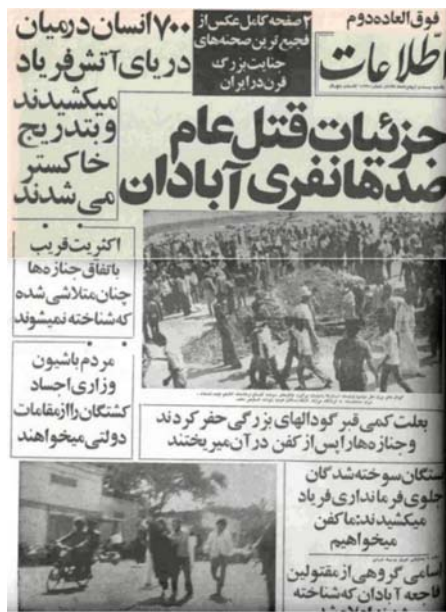 فوق العاده دوم
اطلاعات
۲ صفحه کامل عکس از
فجیع ترین صحنه های
جنایت بزرگ
قرن در ایران
۷۰۰ انسان درمیان
دریای آتش فریاد
میکشیدند
و بتدریج
خاکستر
می شدند
جزئیات قتل عام
صدها نفری آبادان
اکثریت قریب
باتفاق جنازه ها
چنان متلاشی شده
که شناخته نمیشوند
مردم باشیون
وزاری اجساد
کشتگان را از مقامات
دولتی میخواهند
بعلت کمی قبر گودالهای بزرگی حفر کردند
و جنازه ها را پس از کفن در آن میریختند
ستگان سوخته شدگان
جلوی فرمانداری فریاد
میکشیدند: ما کفن
میخواهیم
اسامی گروهی از مقتولین
فاجعه آبادان که شناخته